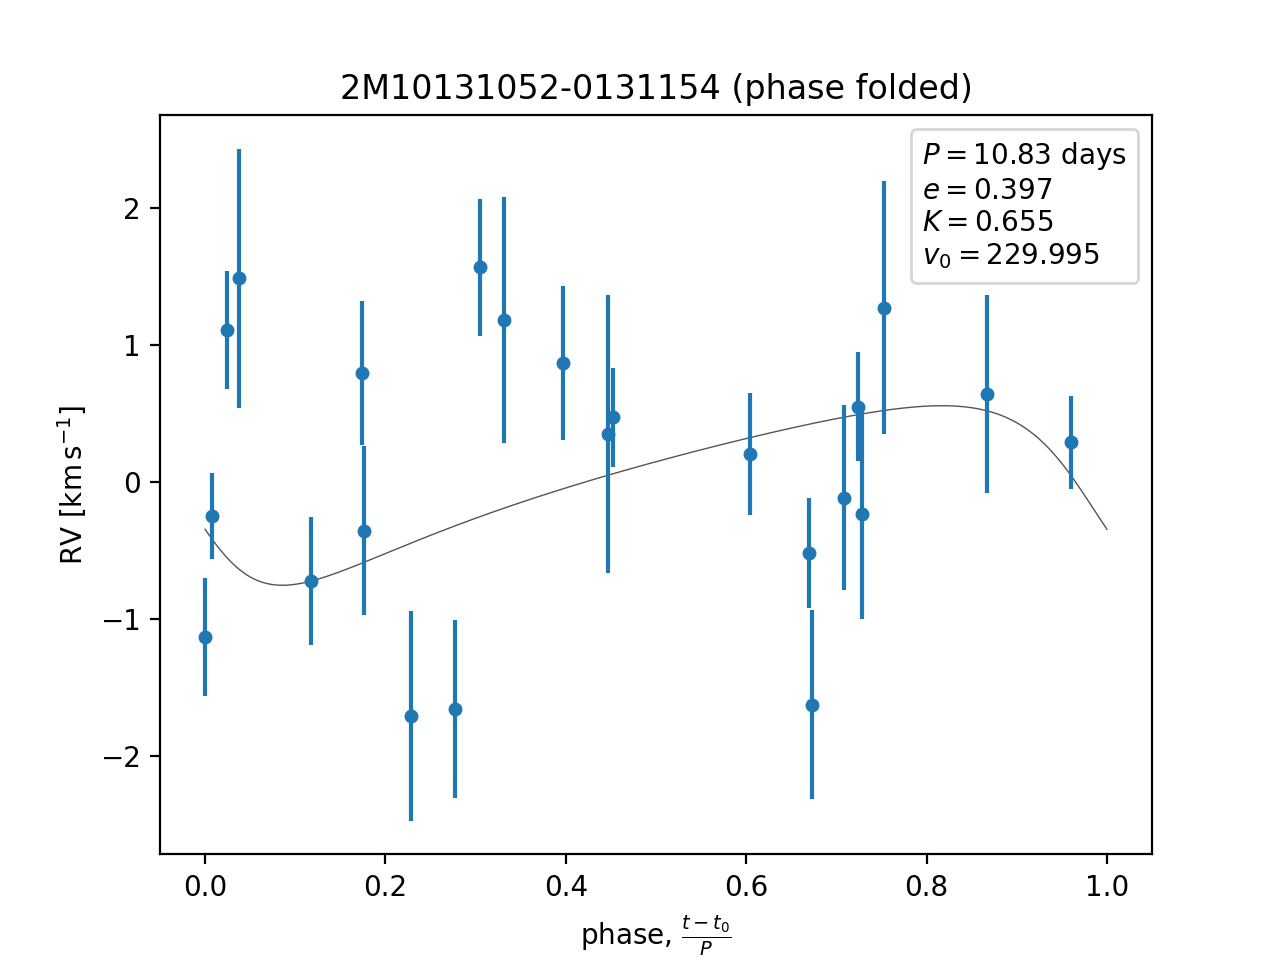 2M10131052-0131154 (phase folded)
P = 10.83 days
e = 0.397
K = 0.655
v₀ = 229.995
2
1
0
−1
−2
RV [km s⁻¹]
0.0 0.2 0.4 0.6 0.8 1.0
phase, (t − t₀)/P